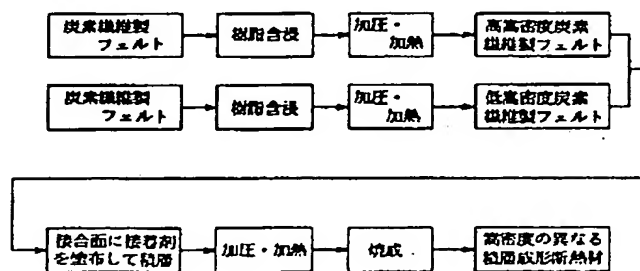 炭素繊維製
フェルト
樹脂含浸
加圧・
加熱
高嵩密度炭素
繊維製フェルト
炭素繊維製
フェルト
樹脂含浸
加圧・
加熱
低嵩密度炭素
繊維製フェルト
接合面に接着剤
を塗布して積層
加圧・加熱
焼成
嵩密度の異なる
積層成形断熱材